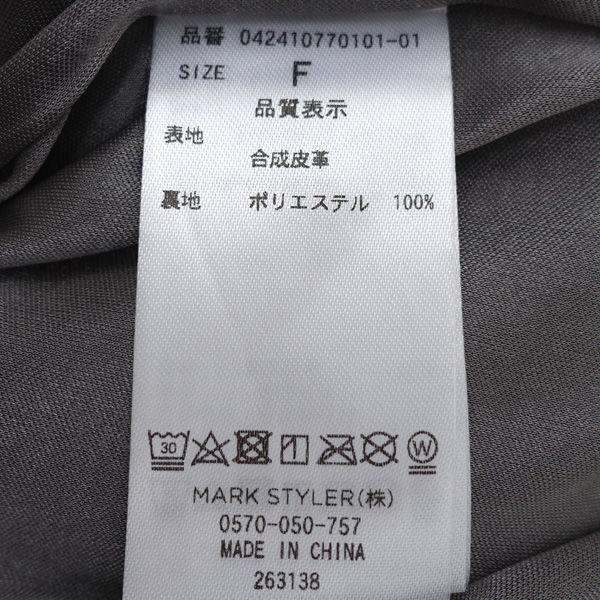 品番 042410770101-01
SIZE F
品質表示
表地
合成皮革
裏地 ポリエステル 100%
30
W
MARK STYLER(株)
0570-050-757
MADE IN CHINA
263138